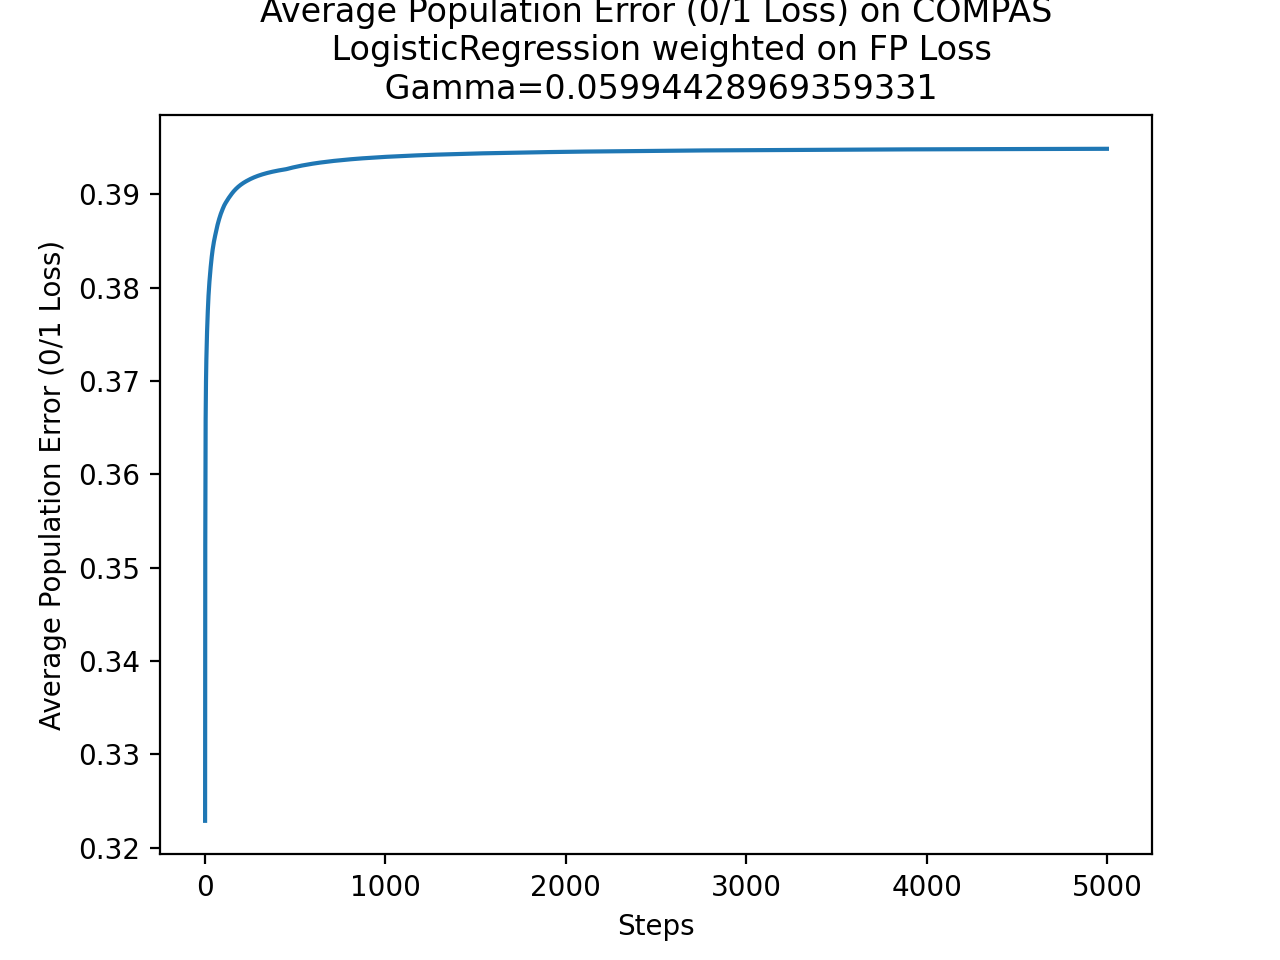 Average Population Error (0/1 Loss) on COMPAS
LogisticRegression weighted on FP Loss
Gamma=0.05994428969359331
Average Population Error (0/1 Loss)
0.39
0.38
0.37
0.36
0.35
0.34
0.33
0.32
0 1000 2000 3000 4000 5000
Steps